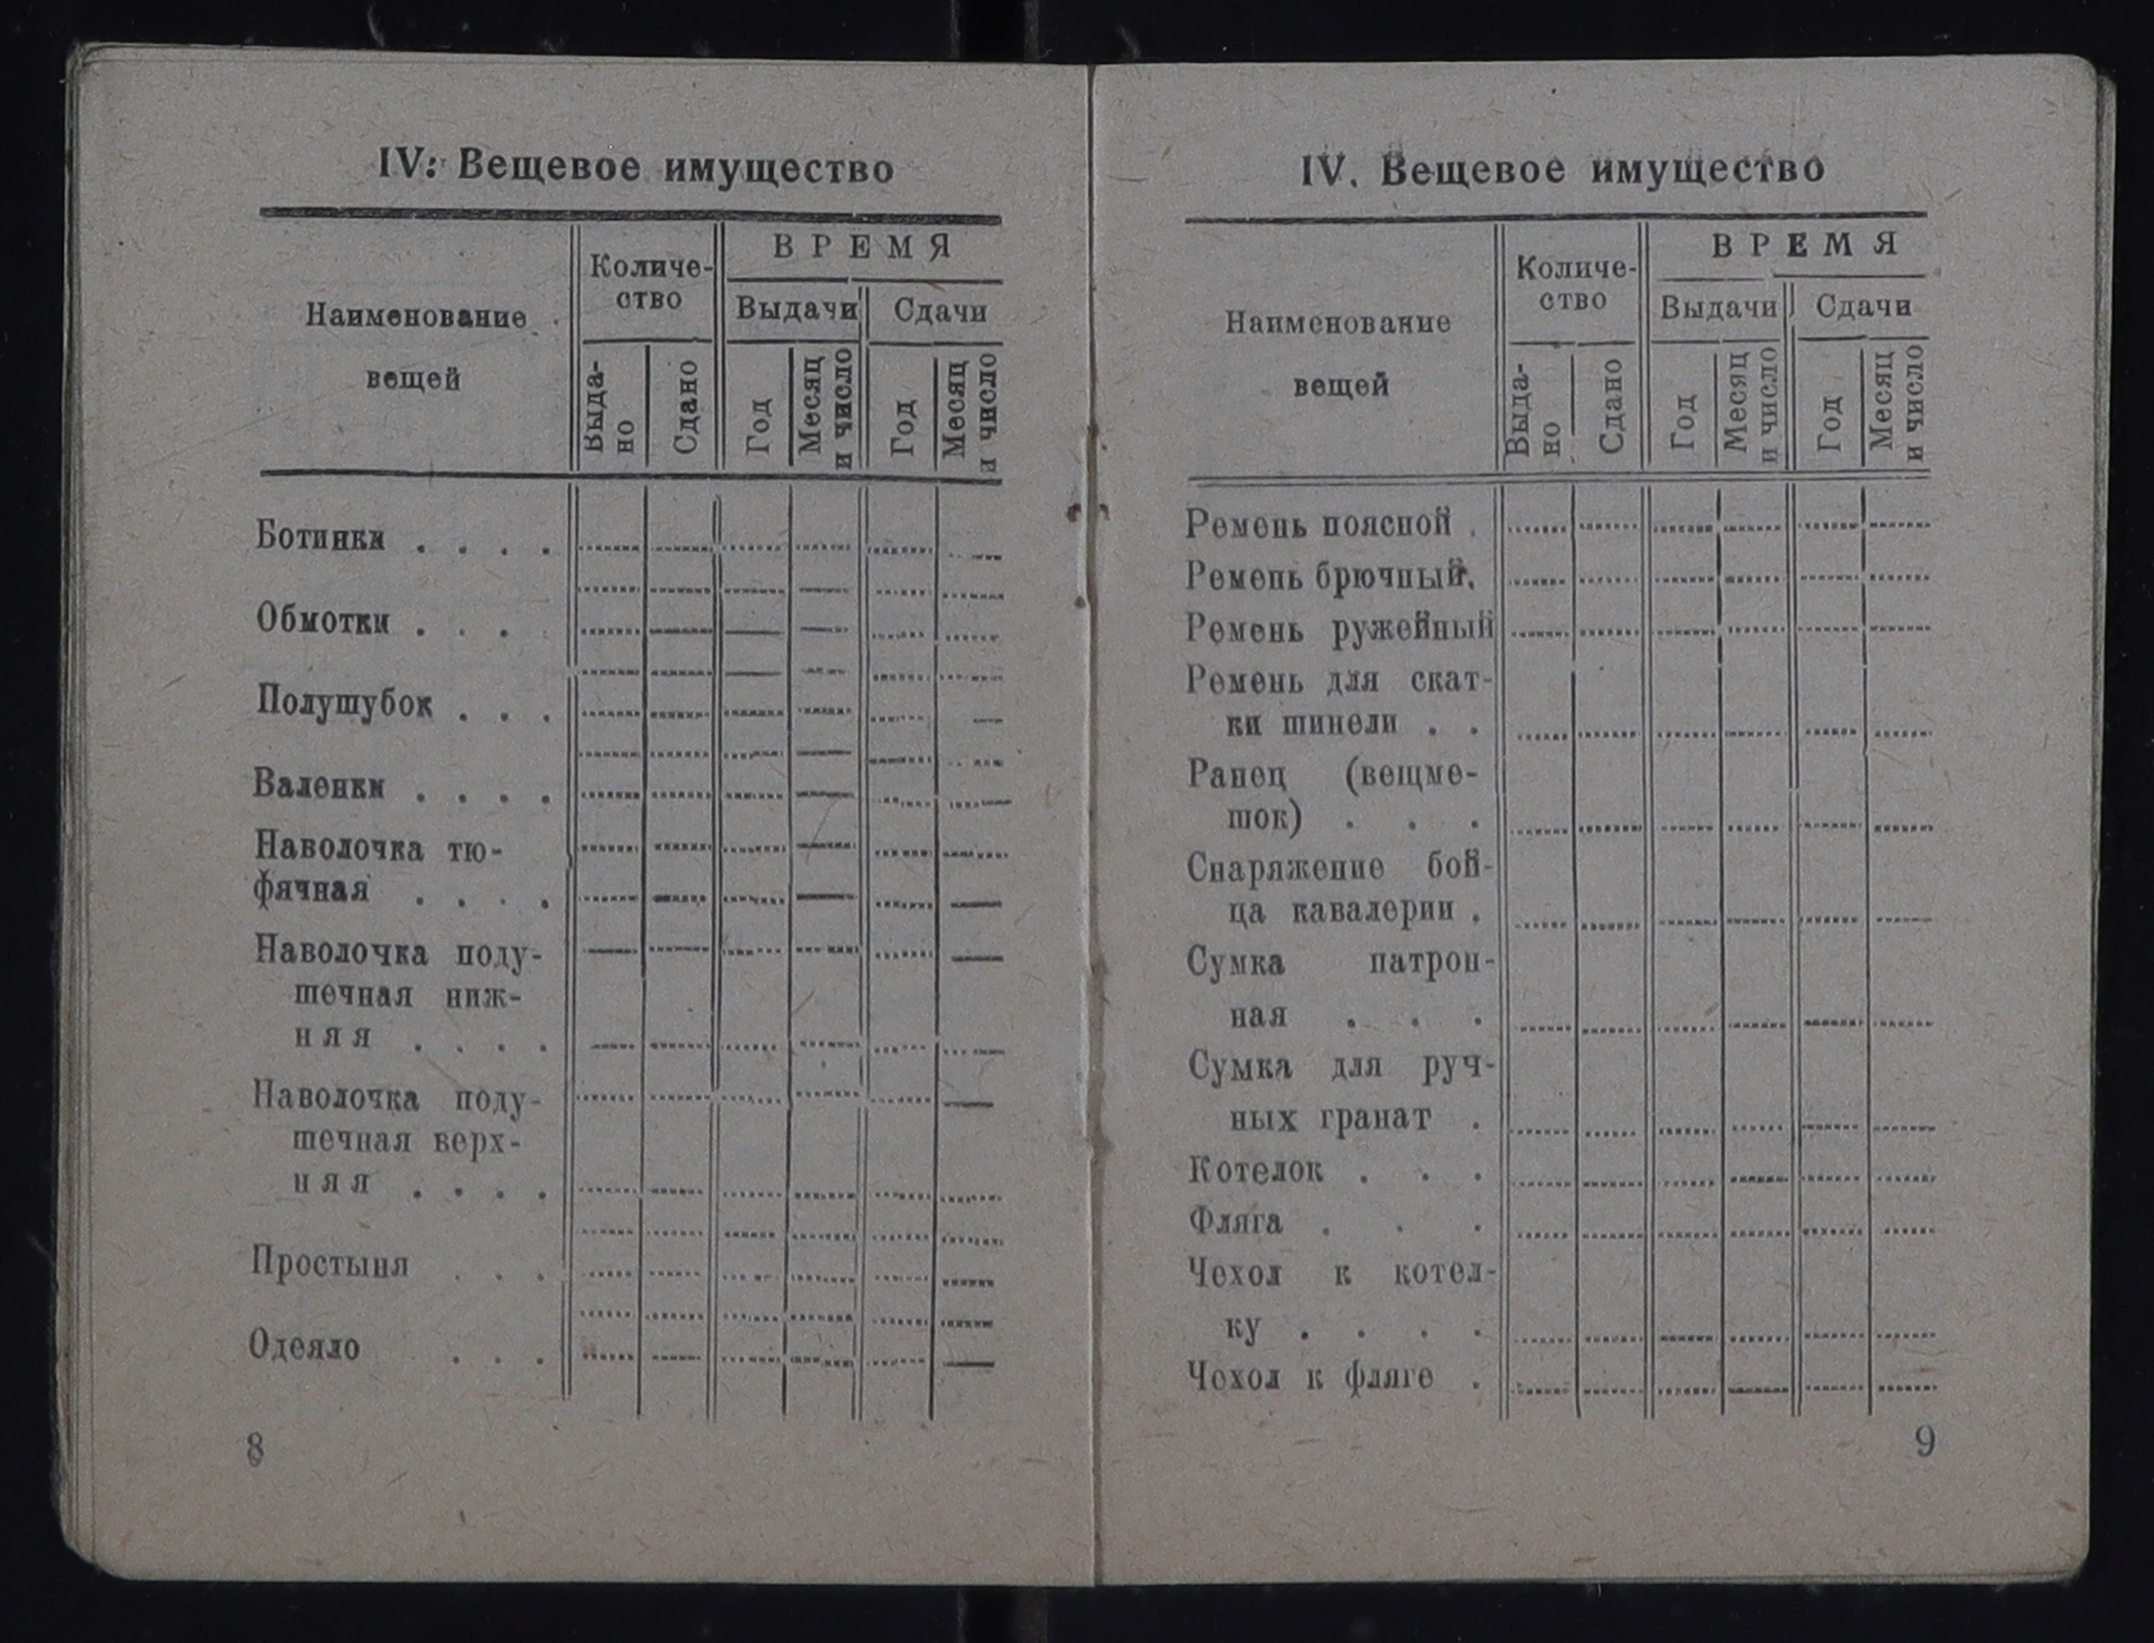 IV. Вещевое имущество
Наименование
вещей
Количе-
ство
ВРЕМЯ
Выдачи
Сдачи
Выда-
но
Сдано
Год
Месяц
и число
Год
Месяц
и число
Ботинки . . . .
Обмотки . . .
Полушубок . . .
Валенки . . . .
Наволочка тю-
фячная . . . .
Наволочка поду-
шечная ниж-
няя . . . .
Наволочка поду-
шечная верх-
няя . . . .
Простыня . . .
Одеяло . . .
8
IV. Вещевое имущество
Наименование
вещей
Количе-
ство
ВРЕМЯ
Выдачи
Сдачи
Выда-
но
Сдано
Год
Месяц
и число
Год
Месяц
и число
Ремень поясной .
Ремень брючный.
Ремень ружейный
Ремень для скат-
ки шинели . .
Ранец (вещме-
шок) . . .
Снаряжение бой-
ца кавалерии .
Сумка патрон-
ная . . .
Сумка для руч-
ных гранат .
Котелок . . .
Фляга . . .
Чехол к котел-
ку . . . .
Чехол к фляге .
9